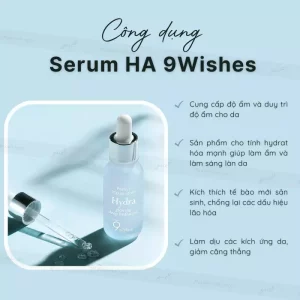 Công dụng
Serum HA 9Wishes
Cung cấp độ ẩm và duy trì
độ ẩm cho da
Sản phẩm cho tinh hydrat
hóa mạnh giúp làm ẩm và
làm sáng làn da
Kích thích tế bào mới sản
sinh, chống lại các dấu hiệu
lão hóa
Làm dịu các kích ứng da,
giảm căng thẳng
Hydra
9